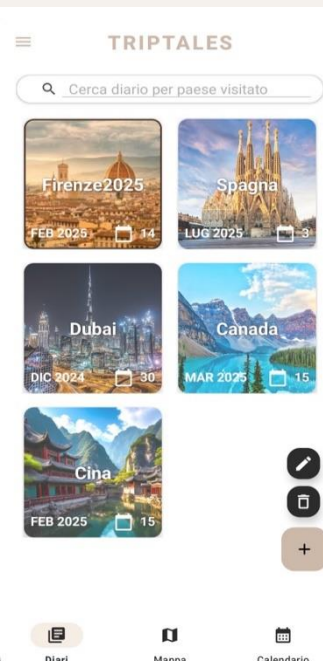 TRIPTALES
Cerca diario per paese visitato
Firenze2025
FEB 2025 14
Spagna
LUG 2025 3
Dubai
DIC 2024 30
Canada
MAR 2025 15
Cina
FEB 2025 15
+
Diari Mappa Calendario